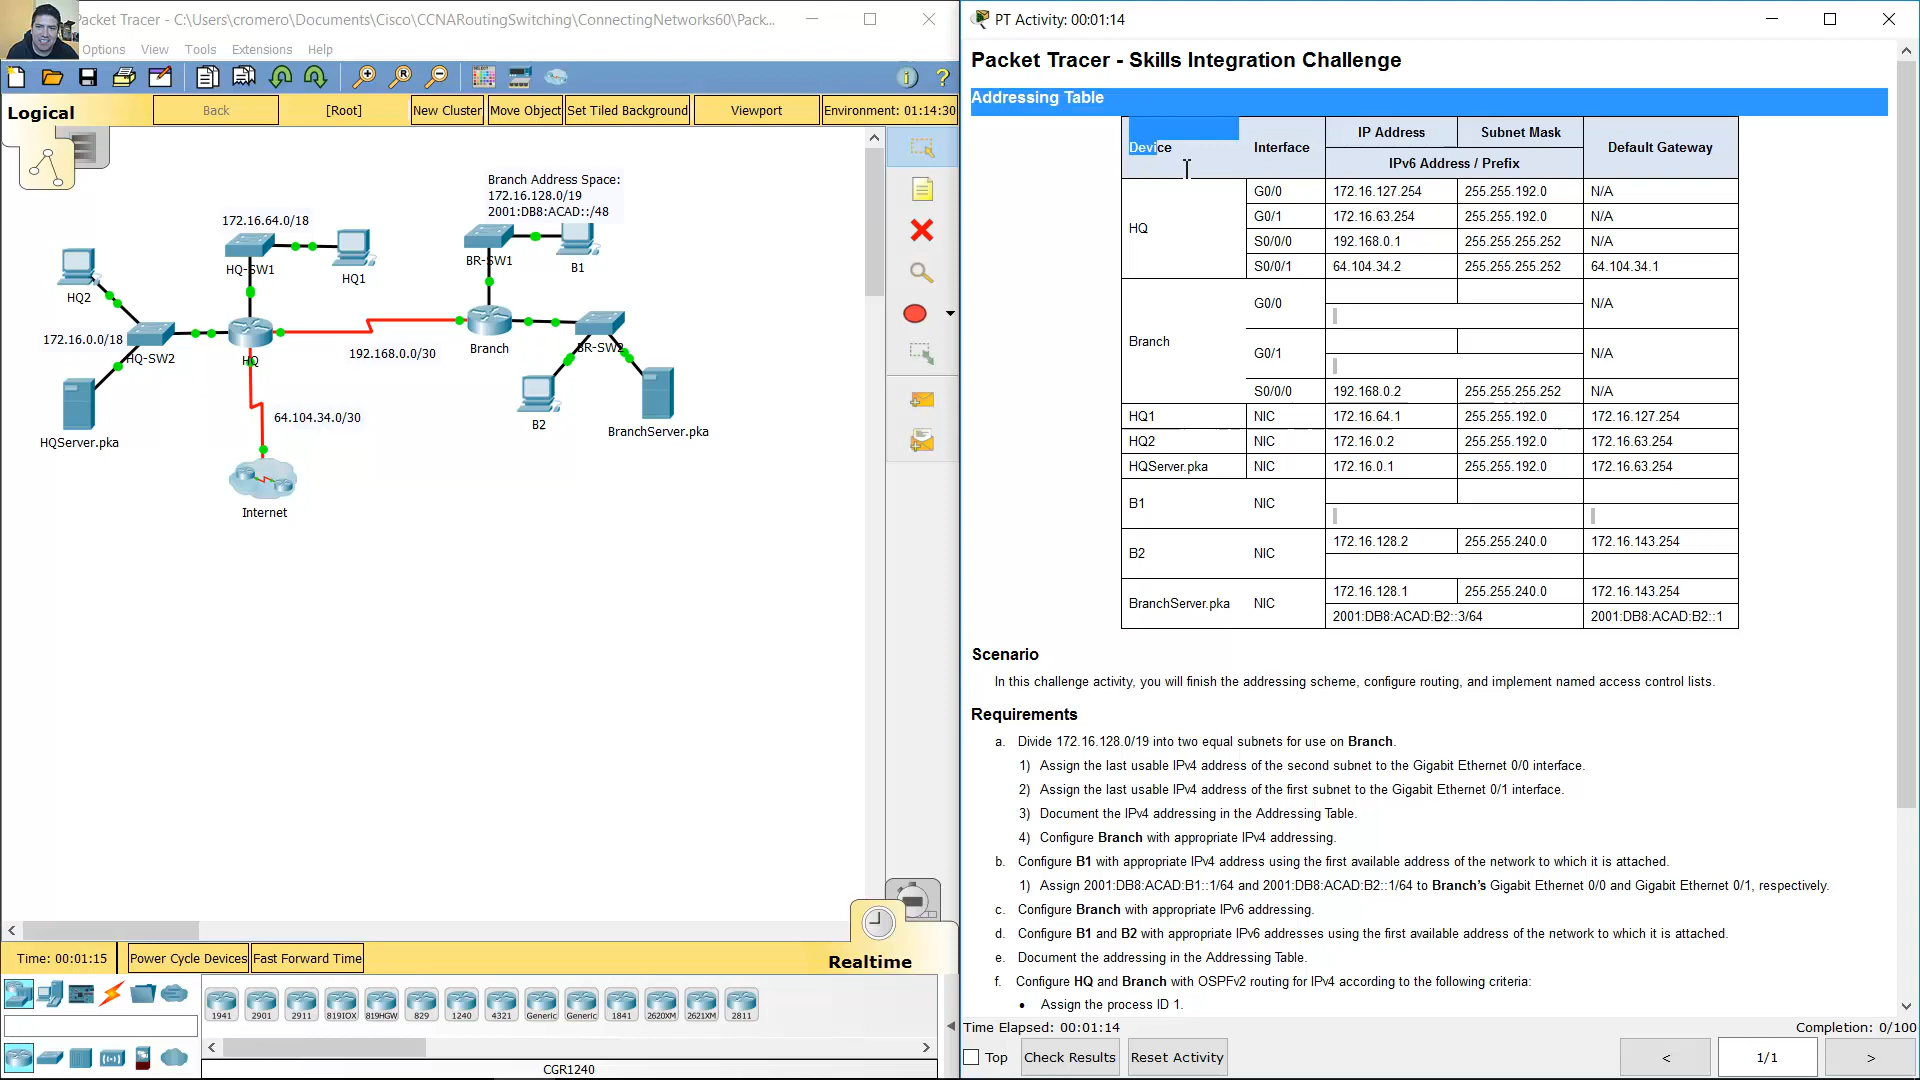 Packet Tracer - C:\Users\cromero\Documents\Cisco\CCNARoutingSwitching\ConnectingNetworks60\Pack...
Options View Tools Extensions Help
Logical
Back
[Root]
New Cluster
Move Object
Set Tiled Background
Viewport
Environment: 01:14:30
Branch Address Space:
172.16.128.0/19
2001:DB8:ACAD::/48
172.16.64.0/18
HQ-SW1
HQ1
BR-SW1
B1
HQ2
172.16.0.0/18
HQ-SW2
HQ
192.168.0.0/30
Branch
BR-SW2
64.104.34.0/30
HQServer.pka
B2
BranchServer.pka
Internet
Realtime
Time: 00:01:15
Power Cycle Devices
Fast Forward Time
1941
2901
2911
819IOX
819HGW
829
1240
4321
Generic
Generic
1841
2620XM
2621XM
2811
CGR1240
PT Activity: 00:01:14
Packet Tracer - Skills Integration Challenge
Addressing Table
Device Interface IP Address Subnet Mask Default Gateway
IPv6 Address / Prefix
HQ G0/0 172.16.127.254 255.255.192.0 N/A
G0/1 172.16.63.254 255.255.192.0 N/A
S0/0/0 192.168.0.1 255.255.255.252 N/A
S0/0/1 64.104.34.2 255.255.255.252 64.104.34.1
Branch G0/0 N/A
G0/1 N/A
S0/0/0 192.168.0.2 255.255.255.252 N/A
HQ1 NIC 172.16.64.1 255.255.192.0 172.16.127.254
HQ2 NIC 172.16.0.2 255.255.192.0 172.16.63.254
HQServer.pka NIC 172.16.0.1 255.255.192.0 172.16.63.254
B1 NIC
B2 NIC 172.16.128.2 255.255.240.0 172.16.143.254
BranchServer.pka NIC 172.16.128.1 255.255.240.0 172.16.143.254
2001:DB8:ACAD:B2::3/64 2001:DB8:ACAD:B2::1
Scenario
In this challenge activity, you will finish the addressing scheme, configure routing, and implement named access control lists.
Requirements
a. Divide 172.16.128.0/19 into two equal subnets for use on Branch.
1) Assign the last usable IPv4 address of the second subnet to the Gigabit Ethernet 0/0 interface.
2) Assign the last usable IPv4 address of the first subnet to the Gigabit Ethernet 0/1 interface.
3) Document the IPv4 addressing in the Addressing Table.
4) Configure Branch with appropriate IPv4 addressing.
b. Configure B1 with appropriate IPv4 address using the first available address of the network to which it is attached.
1) Assign 2001:DB8:ACAD:B1::1/64 and 2001:DB8:ACAD:B2::1/64 to Branch's Gigabit Ethernet 0/0 and Gigabit Ethernet 0/1, respectively.
c. Configure Branch with appropriate IPv6 addressing.
d. Configure B1 and B2 with appropriate IPv6 addresses using the first available address of the network to which it is attached.
e. Document the addressing in the Addressing Table.
f. Configure HQ and Branch with OSPFv2 routing for IPv4 according to the following criteria:
• Assign the process ID 1.
Time Elapsed: 00:01:14
Completion: 0/100
Top
Check Results
Reset Activity
<
1/1
>